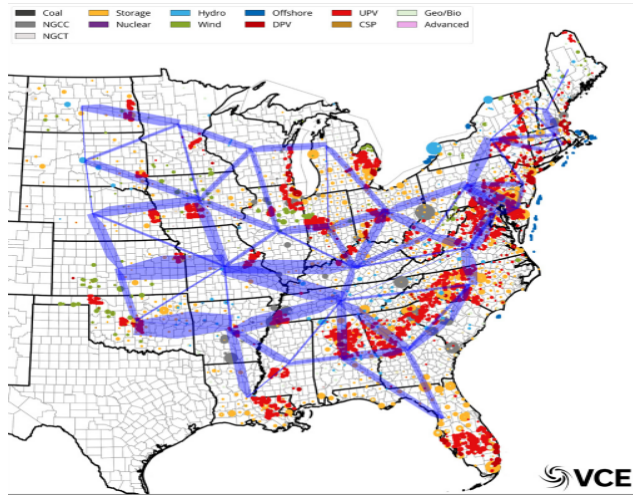 Coal Storage Hydro Offshore UPV Geo/Bio
NGCC Nuclear Wind DPV CSP Advanced
NGCT
VCE